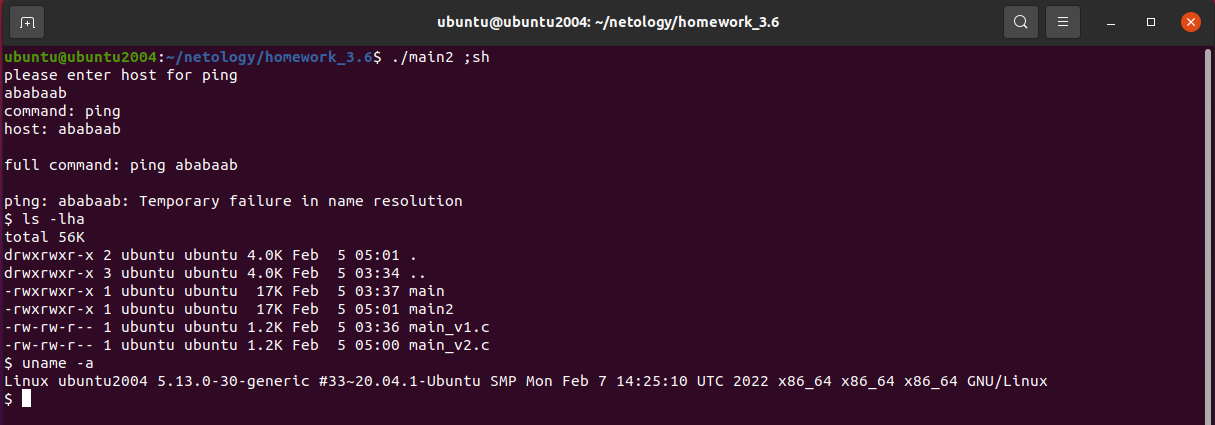 ubuntu@ubuntu2004: ~/netology/homework_3.6
ubuntu@ubuntu2004:~/netology/homework_3.6$ ./main2 ;sh
please enter host for ping
ababaab
command: ping
host: ababaab
full command: ping ababaab
ping: ababaab: Temporary failure in name resolution
$ ls -lha
total 56K
drwxrwxr-x 2 ubuntu ubuntu 4.0K Feb  5 05:01 .
drwxrwxr-x 3 ubuntu ubuntu 4.0K Feb  5 03:34 ..
-rwxrwxr-x 1 ubuntu ubuntu  17K Feb  5 03:37 main
-rwxrwxr-x 1 ubuntu ubuntu  17K Feb  5 05:01 main2
-rw-rw-r-- 1 ubuntu ubuntu 1.2K Feb  5 03:36 main_v1.c
-rw-rw-r-- 1 ubuntu ubuntu 1.2K Feb  5 05:00 main_v2.c
$ uname -a
Linux ubuntu2004 5.13.0-30-generic #33~20.04.1-Ubuntu SMP Mon Feb 7 14:25:10 UTC 2022 x86_64 x86_64 x86_64 GNU/Linux
$